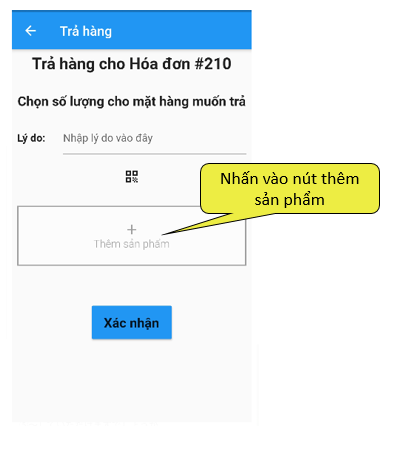 Trả hàng
Trả hàng cho Hóa đơn #210
Chọn số lượng cho mặt hàng muốn trả
Lý do: Nhập lý do vào đây
Nhấn vào nút thêm
sản phẩm
+
Thêm sản phẩm
Xác nhận